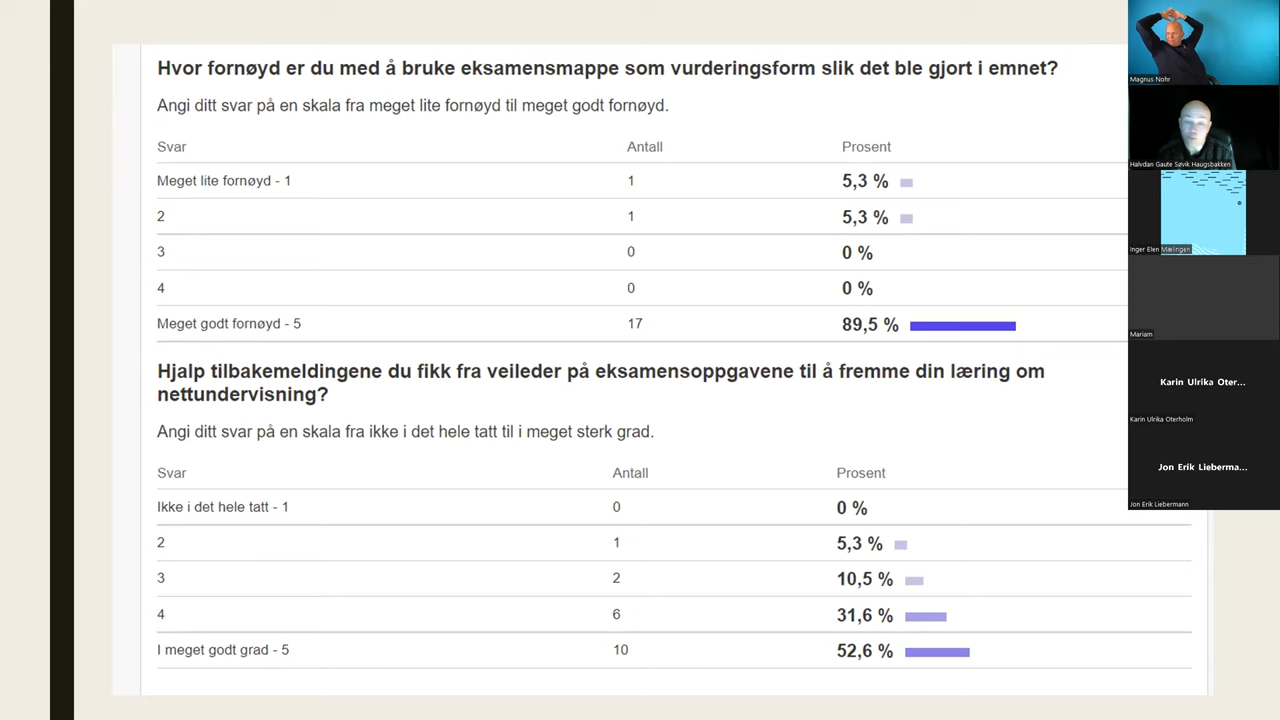 Hvor fornøyd er du med å bruke eksamensmappe som vurderingsform slik det ble gjort i emnet?
Angi ditt svar på en skala fra meget lite fornøyd til meget godt fornøyd.
Svar Antall Prosent
Meget lite fornøyd - 1 1 5,3 %
2 1 5,3 %
3 0 0 %
4 0 0 %
Meget godt fornøyd - 5 17 89,5 %
Hjalp tilbakemeldingene du fikk fra veileder på eksamensoppgavene til å fremme din læring om
nettundervisning?
Angi ditt svar på en skala fra ikke i det hele tatt til i meget sterk grad.
Svar Antall Prosent
Ikke i det hele tatt - 1 0 0 %
2 1 5,3 %
3 2 10,5 %
4 6 31,6 %
I meget godt grad - 5 10 52,6 %
Magnus Nohr
Halvdan Gaute Søvik Haugsbakken
Inger Elen Mælingen
Mariam
Karin Ulrika Oter...
Karin Ulrika Oterholm
Jon Erik Lieberma...
Jon Erik Liebermann